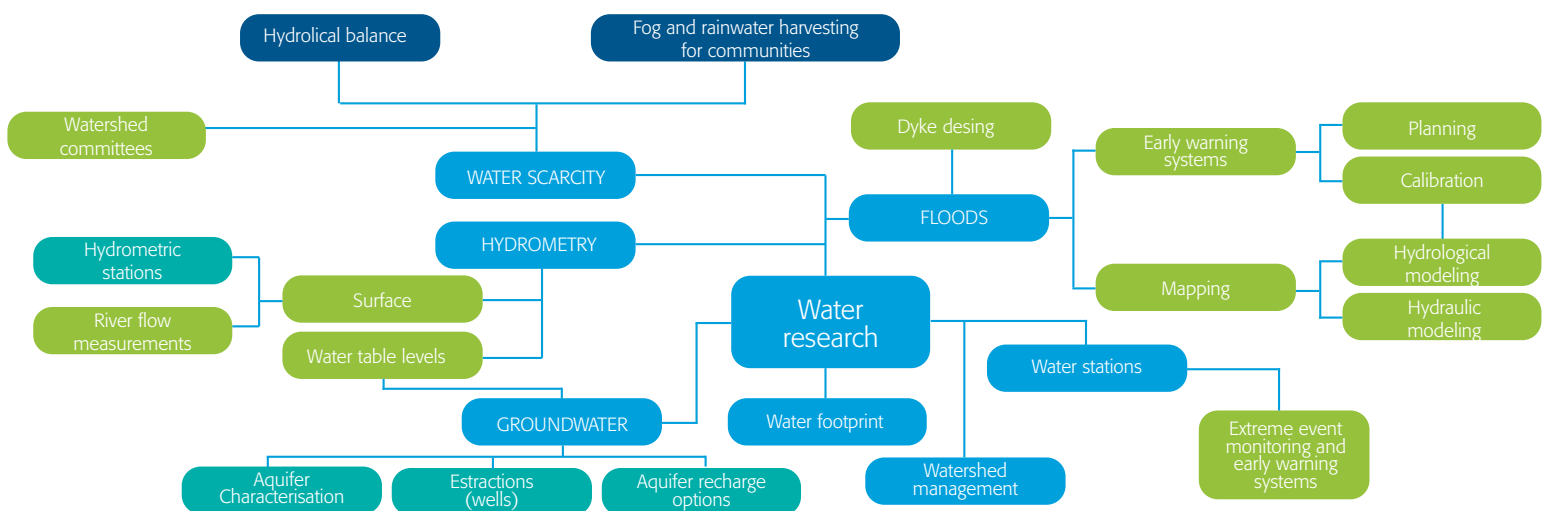 Hydrolical balance
Fog and rainwater harvesting
for communities
Watershed
committees
Dyke desing
Early warning
systems
Planning
Calibration
WATER SCARCITY
FLOODS
HYDROMETRY
Hydrometric
stations
Surface
River flow
measurements
Water table levels
Mapping
Hydrological
modeling
Hydraulic
modeling
Water
research
Water stations
GROUNDWATER
Water footprint
Watershed
management
Extreme event
monitoring and
early warning
systems
Aquifer
Characterisation
Estractions
(wells)
Aquifer recharge
options